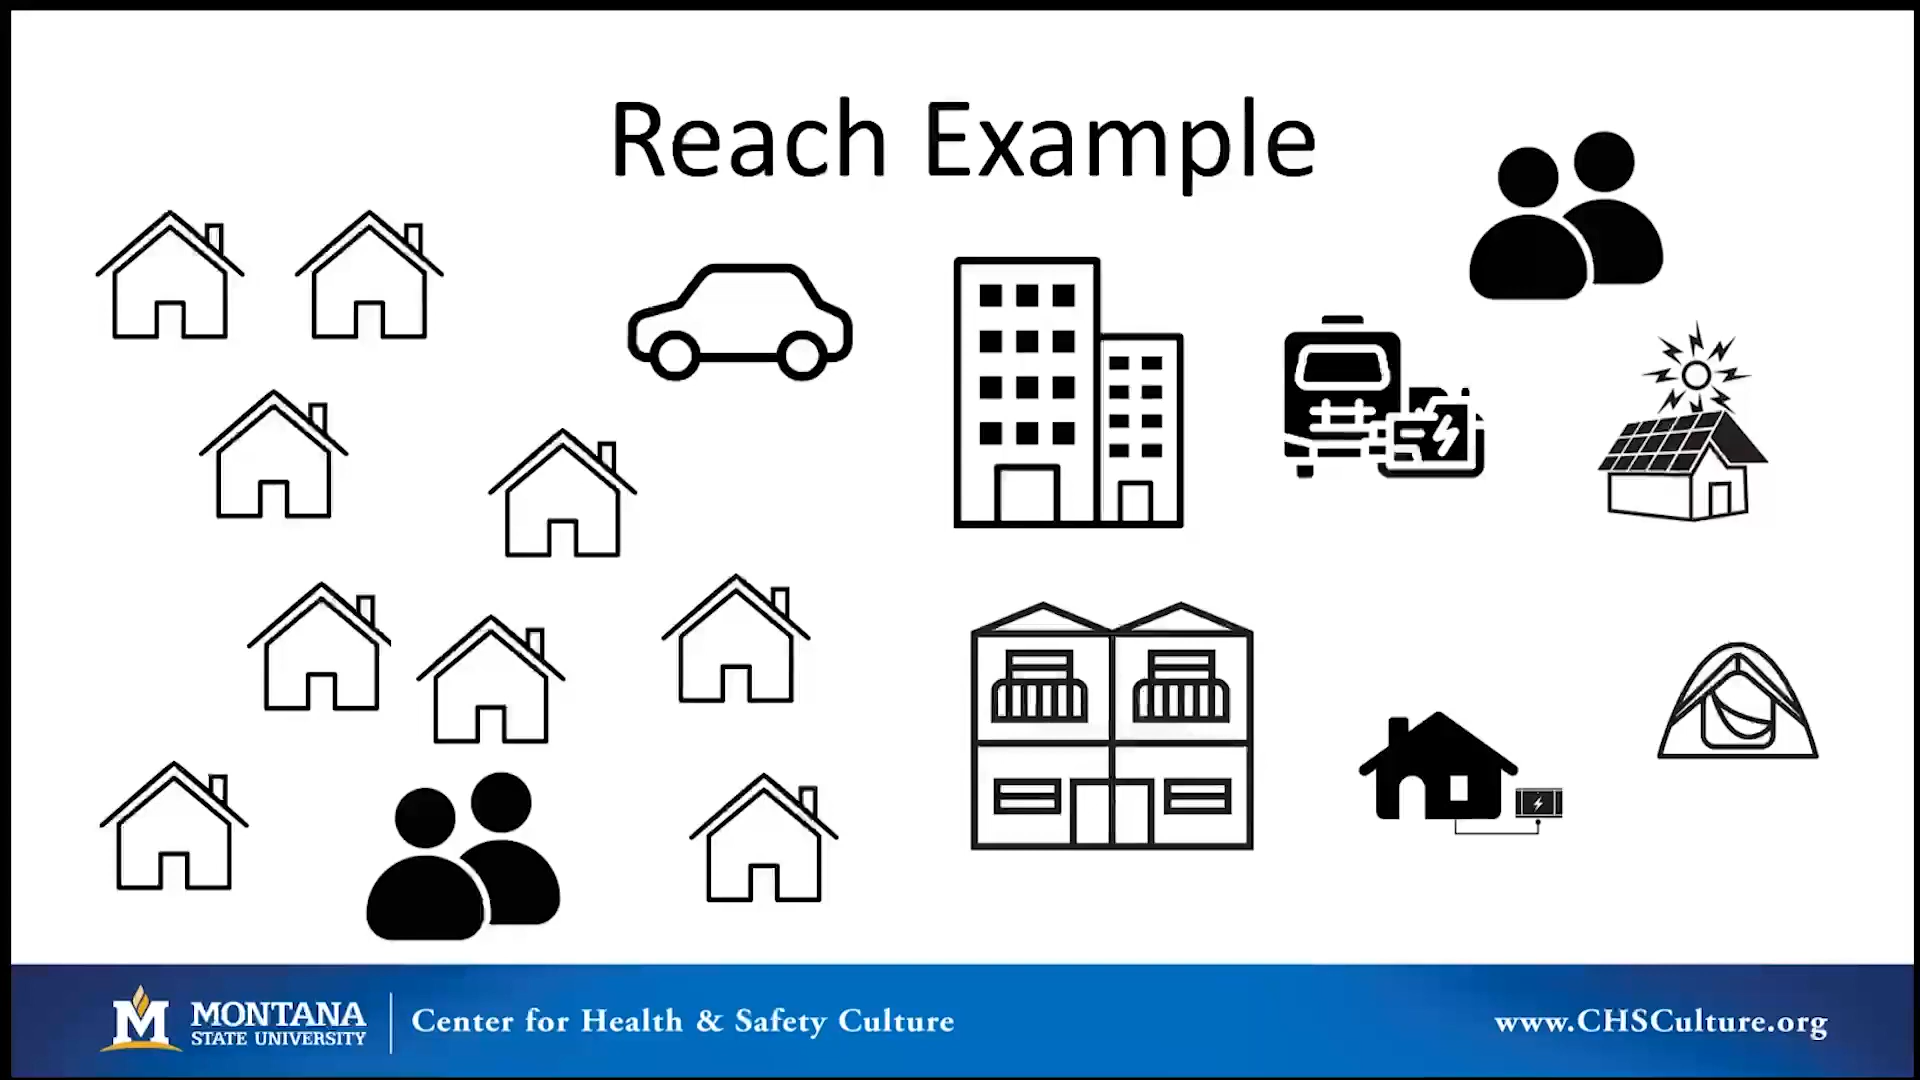 Reach Example
MONTANA
STATE UNIVERSITY
Center for Health & Safety Culture
www.CHSCulture.org